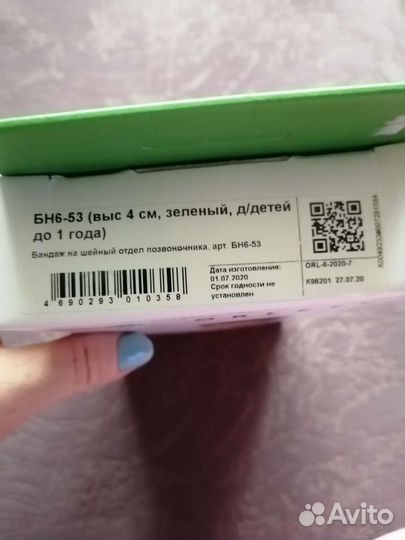 БН6-53 (выс 4 см, зеленый, д/детей
до 1 года)
Бандаж на шейный отдел позвоночника, арт. БН6-53
4 690293 010358
Дата изготовления:
01.07.2020
Срок годности не
установлен
ORL-6-2020-7
K98201 27.07.20
Avito